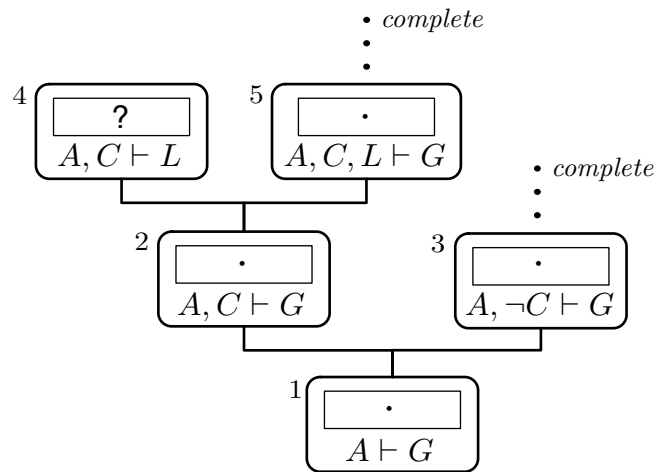 complete
4 ? A, C ⊢ L
5 · A, C, L ⊢ G
complete
2 · A, C ⊢ G
3 · A, ¬C ⊢ G
1 · A ⊢ G